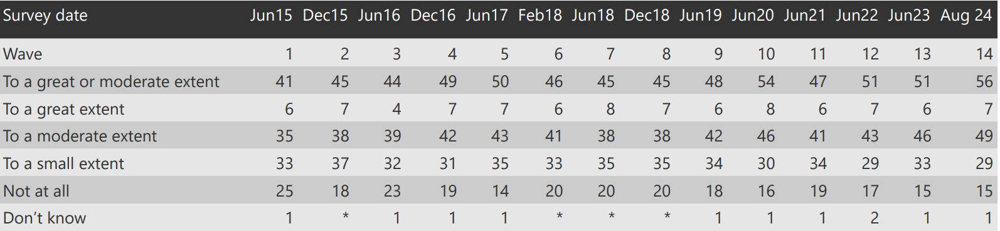 Survey date Jun15 Dec15 Jun16 Dec16 Jun17 Feb18 Jun18 Dec18 Jun19 Jun20 Jun21 Jun22 Jun23 Aug 24
Wave 1 2 3 4 5 6 7 8 9 10 11 12 13 14
To a great or moderate extent 41 45 44 49 50 46 45 45 48 54 47 51 51 56
To a great extent 6 7 4 7 7 6 8 7 6 8 6 7 6 7
To a moderate extent 35 38 39 42 43 41 38 38 42 46 41 43 46 49
To a small extent 33 37 32 31 35 33 35 35 34 30 34 29 33 29
Not at all 25 18 23 19 14 20 20 20 18 16 19 17 15 15
Don’t know 1 * 1 1 1 * * * 1 1 1 2 1 1